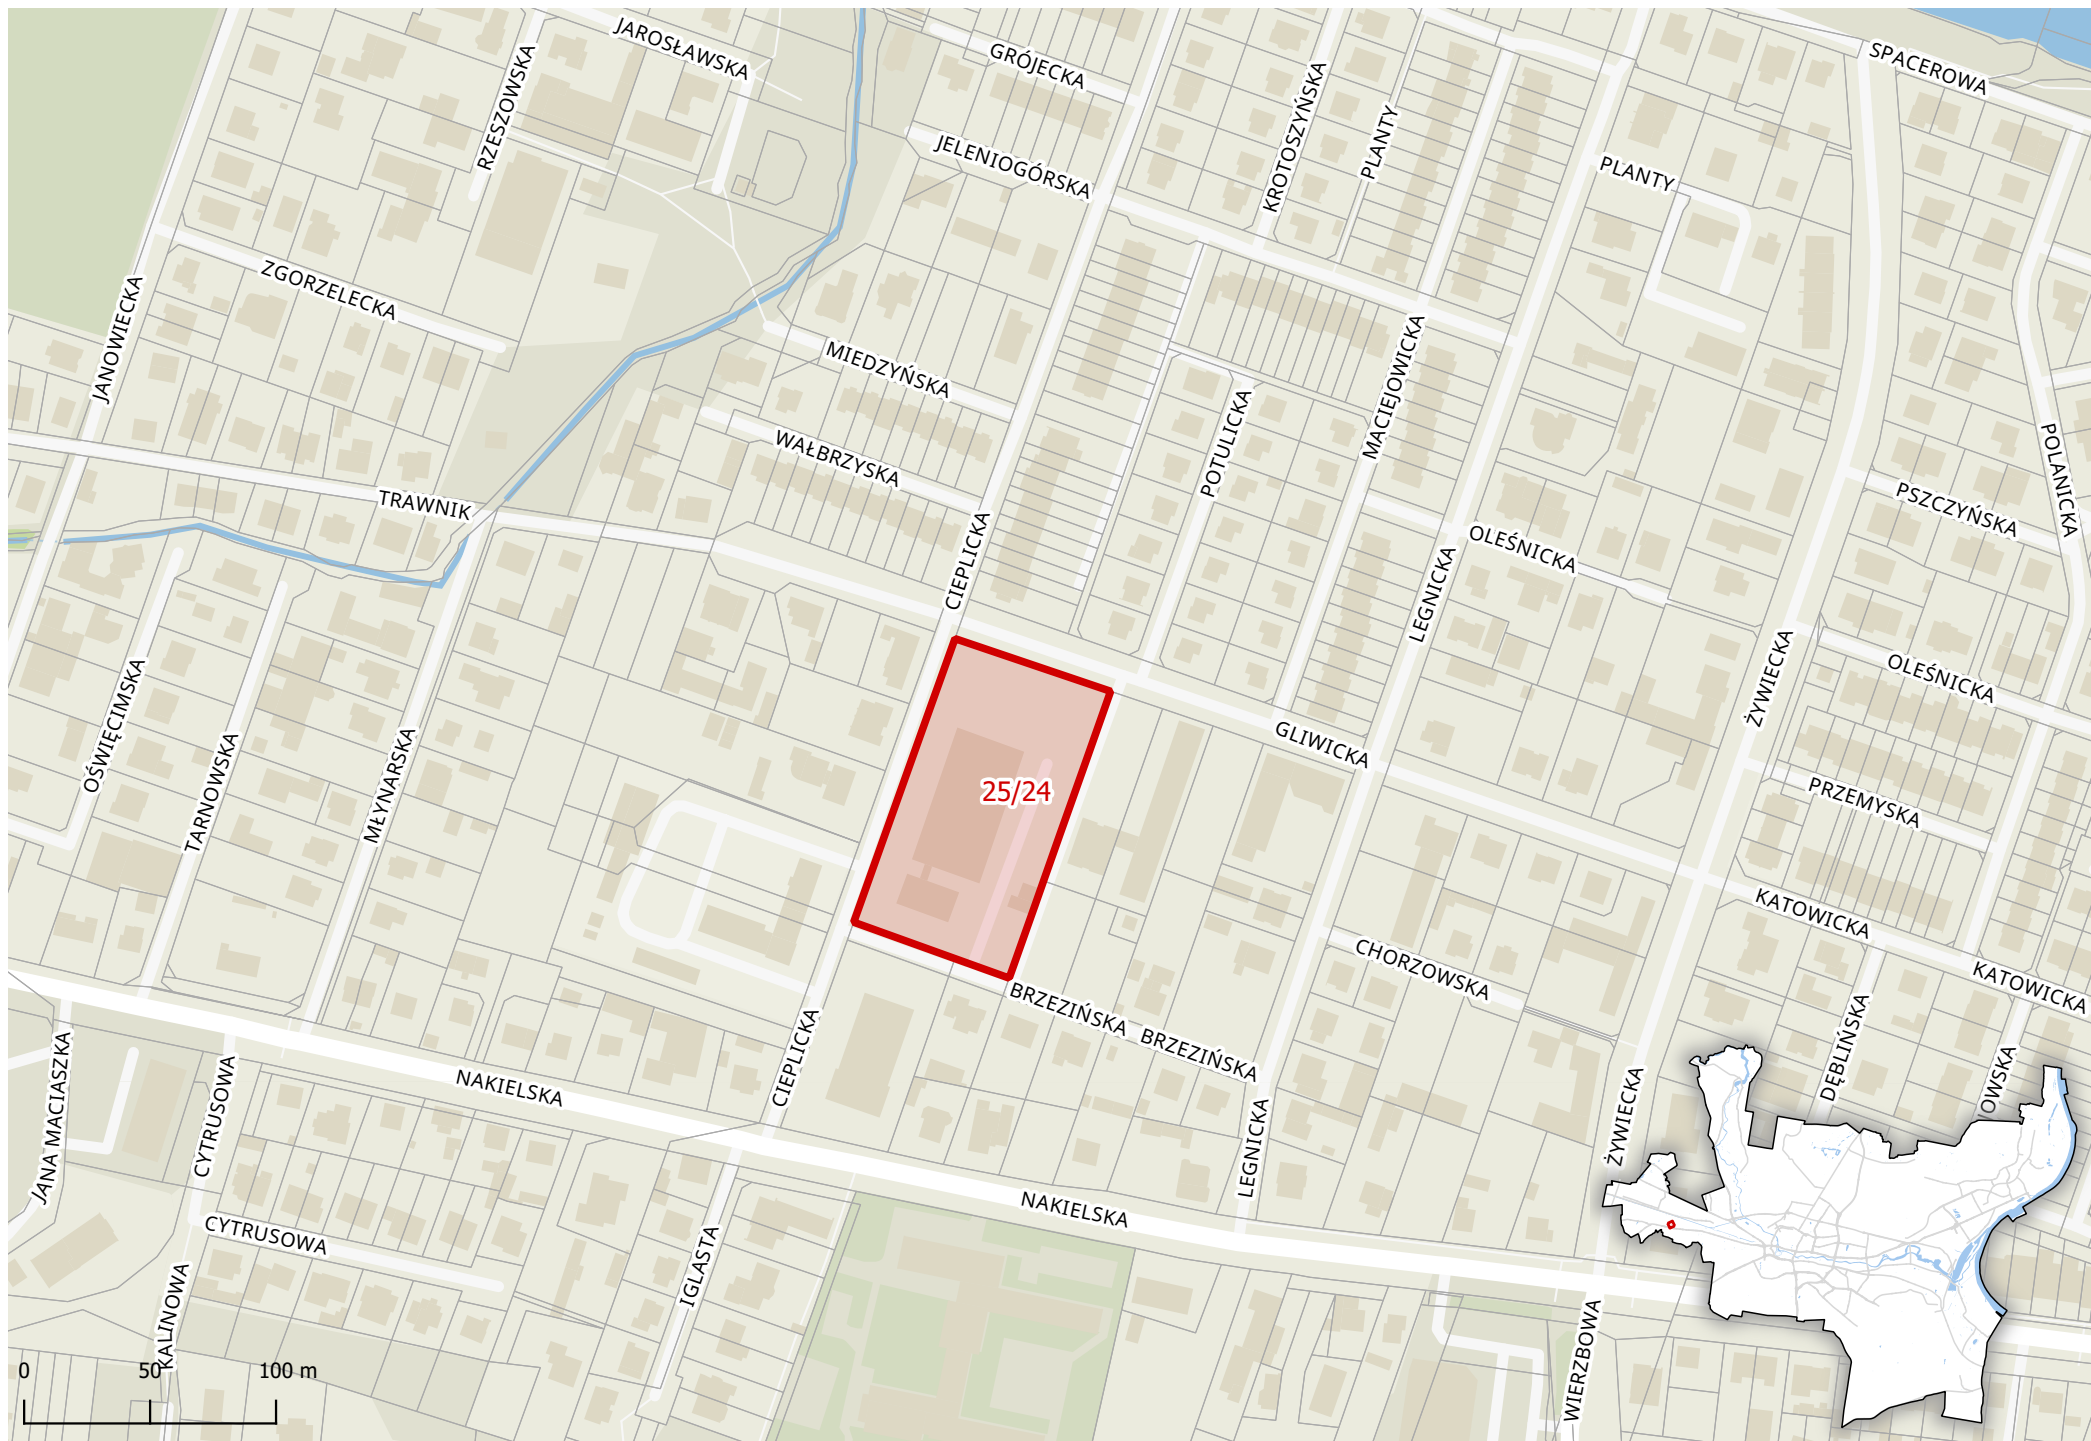 JAROSŁAWSKA
GRÓJECKA
SPACEROWA
RZESZOWSKA
KROTOSZYŃSKA
PLANTY
JELENIOGÓRSKA
PLANTY
ZGORZELECKA
JANOWIECKA
MIEDZYŃSKA
MACIEJOWICKA
POTULICKA
WAŁBRZYSKA
POLANICKA
TRAWNIK
PSZCZYŃSKA
CIEPLICKA
OLEŚNICKA
LEGNICKA
OŚWIĘCIMSKA
OLEŚNICKA
ŻYWIECKA
TARNOWSKA
MŁYNARSKA
GLIWICKA
25/24
PRZEMYSKA
KATOWICKA
CHORZOWSKA
KATOWICKA
BRZEZIŃSKA
BRZEZIŃSKA
DĘBLIŃSKA
CIEPLICKA
NAKIELSKA
JANA MACIASZKA
CYTRUSOWA
OWSKA
ŻYWIECKA
LEGNICKA
NAKIELSKA
CYTRUSOWA
IGLASTA
KALINOWA
WIERZBOWA
0 50 100 m